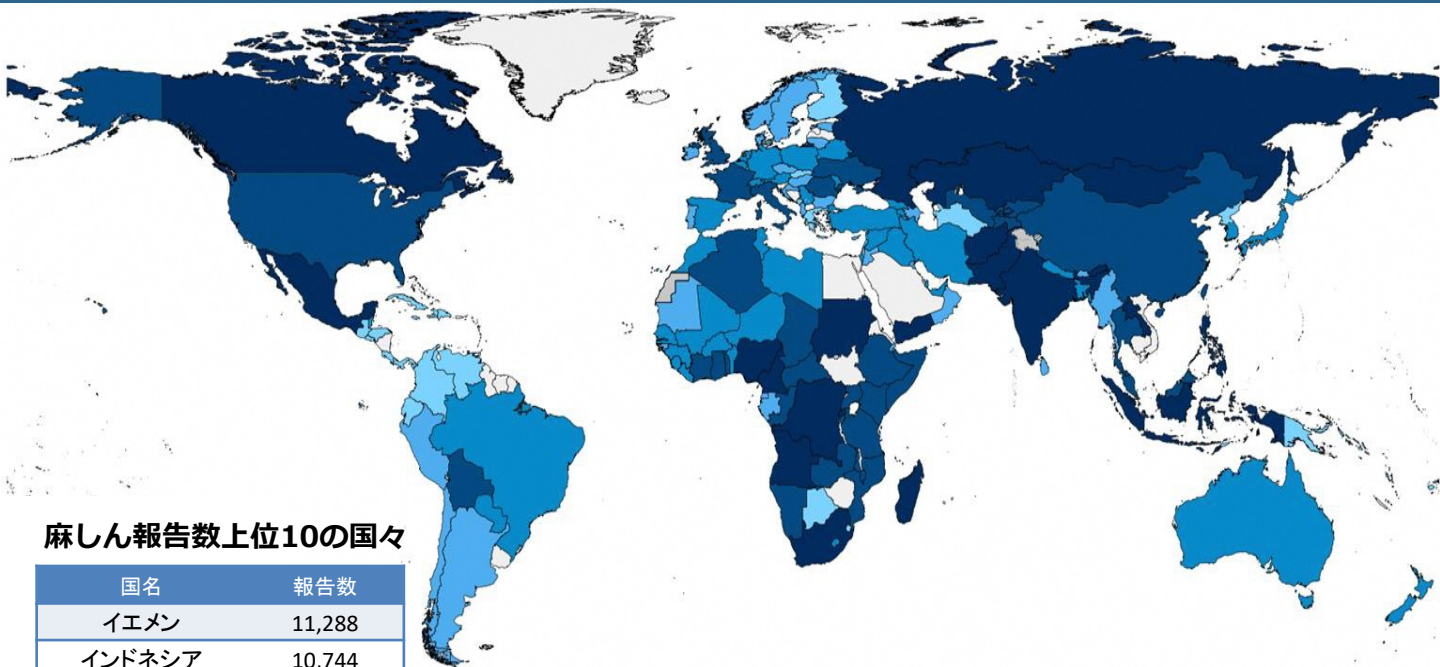 麻しん報告数上位10の国々
国名 報告数
イエメン 11,288
インドネシア 10,744